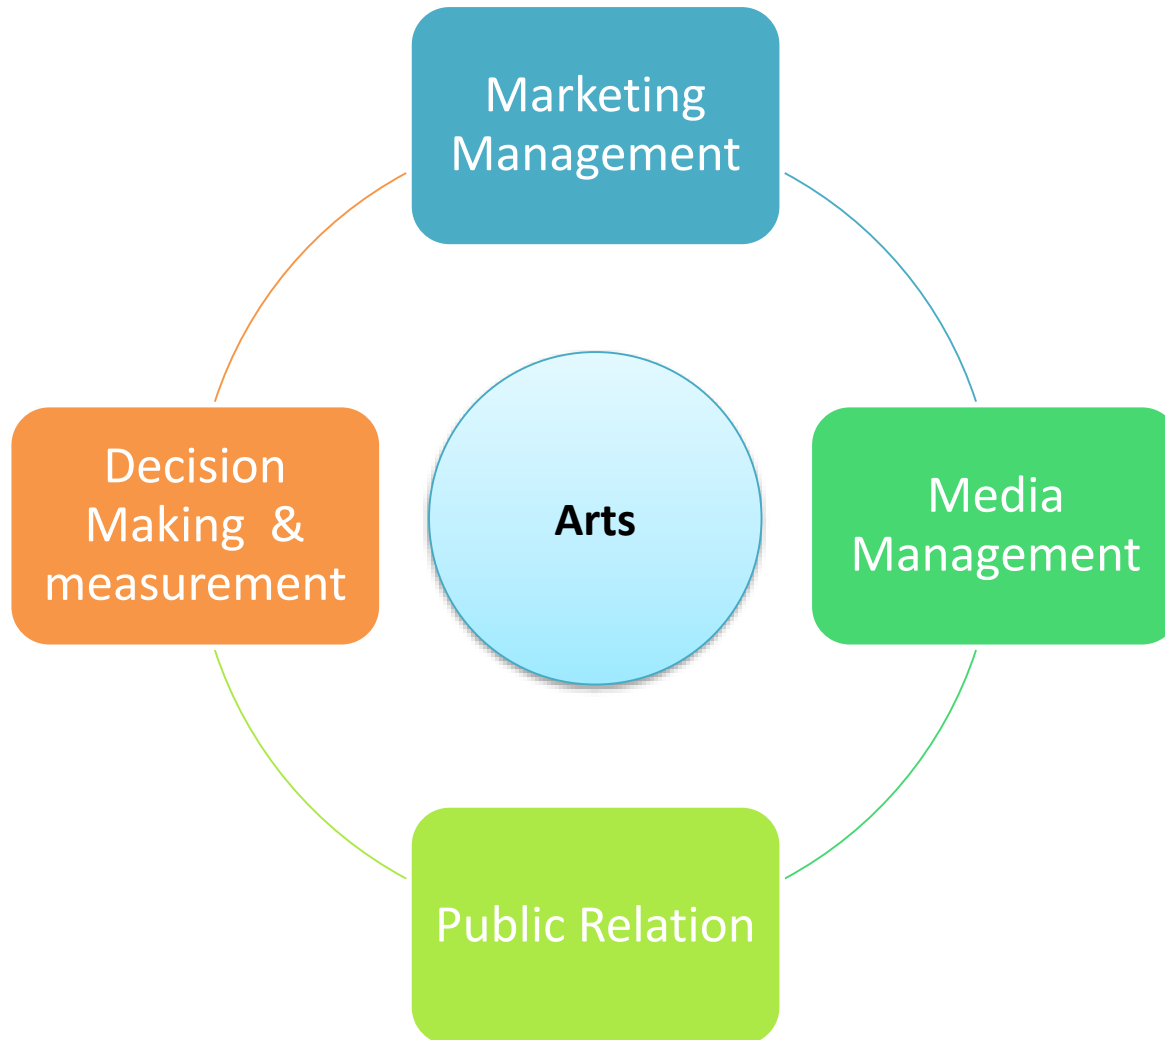 Marketing
Management
Decision
Making  &
measurement
Arts
Media
Management
Public Relation